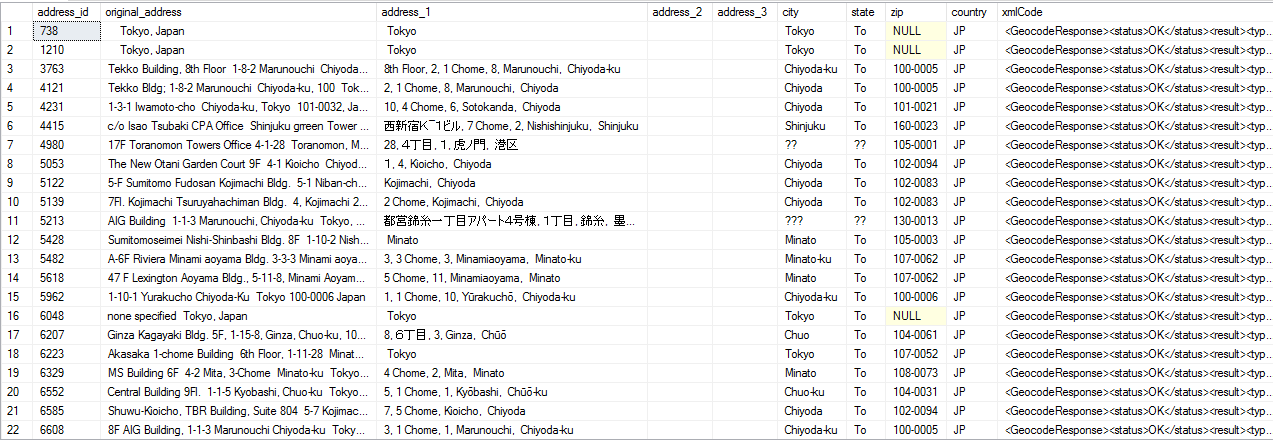 address_id original_address address_1 address_2 address_3 city state zip country xmlCode
1 738 Tokyo, Japan Tokyo Tokyo To NULL JP <GeocodeResponse><status>OK</status><result><typ...
2 1210 Tokyo, Japan Tokyo Tokyo To NULL JP <GeocodeResponse><status>OK</status><result><typ...
3 3763 Tekko Building, 8th Floor 1-8-2 Marunouchi Chiyoda... 8th Floor, 2, 1 Chome, 8, Marunouchi, Chiyoda-ku Chiyoda-ku To 100-0005 JP <GeocodeResponse><status>OK</status><result><typ...
4 4121 Tekko Bldg; 1-8-2 Marunouchi Chiyoda-ku, 100 Tok... 2, 1 Chome, 8, Marunouchi, Chiyoda Chiyoda To 100-0005 JP <GeocodeResponse><status>OK</status><result><typ...
5 4231 1-3-1 Iwamoto-cho Chiyoda-ku, Tokyo 101-0032, Ja... 10, 4 Chome, 6, Sotokanda, Chiyoda Chiyoda To 101-0021 JP <GeocodeResponse><status>OK</status><result><typ...
6 4415 c/o Isao Tsubaki CPA Office Shinjuku grreen Tower ... 西新宿K¯1ビル, 7 Chome, 2, Nishishinjuku, Shinjuku Shinjuku To 160-0023 JP <GeocodeResponse><status>OK</status><result><typ...
7 4980 17F Toranomon Towers Office 4-1-28 Toranomon, M... 28, 4丁目, 1, 虎ノ門, 港区 ?? ?? 105-0001 JP <GeocodeResponse><status>OK</status><result><typ...
8 5053 The New Otani Garden Court 9F 4-1 Kioicho Chiyod... 1, 4, Kioicho, Chiyoda Chiyoda To 102-0094 JP <GeocodeResponse><status>OK</status><result><typ...
9 5122 5-F Sumitomo Fudosan Kojimachi Bldg. 5-1 Niban-ch... Kojimachi, Chiyoda Chiyoda To 102-0083 JP <GeocodeResponse><status>OK</status><result><typ...
10 5139 7Fl. Kojimachi Tsuruyahachiman Bldg. 4, Kojimachi 2... 2 Chome, Kojimachi, Chiyoda Chiyoda To 102-0083 JP <GeocodeResponse><status>OK</status><result><typ...
11 5213 AIG Building 1-1-3 Marunouchi, Chiyoda-ku Tokyo, ... 都営錦糸一丁目アパート4号棟, 1丁目, 錦糸, 墨... ??? ?? 130-0013 JP <GeocodeResponse><status>OK</status><result><typ...
12 5428 Sumitomoseimei Nishi-Shinbashi Bldg. 8F 1-10-2 Nish... Minato Minato To 105-0003 JP <GeocodeResponse><status>OK</status><result><typ...
13 5482 A-6F Riviera Minami aoyama Bldg. 3-3-3 Minami aoy... 3, 3 Chome, 3, Minamiaoyama, Minato-ku Minato-ku To 107-0062 JP <GeocodeResponse><status>OK</status><result><typ...
14 5618 47 F Lexington Aoyama Bldg., 5-11-8, Minami Aoyam... 5 Chome, 11, Minamiaoyama, Minato Minato To 107-0062 JP <GeocodeResponse><status>OK</status><result><typ...
15 5962 1-10-1 Yurakucho Chiyoda-Ku Tokyo 100-0006 Japan 1, 1 Chome, 10, Yūrakuchō, Chiyoda-ku Chiyoda-ku To 100-0006 JP <GeocodeResponse><status>OK</status><result><typ...
16 6048 none specified Tokyo, Japan Tokyo Tokyo To NULL JP <GeocodeResponse><status>OK</status><result><typ...
17 6207 Ginza Kagayaki Bldg. 5F, 1-15-8, Ginza, Chuo-ku, 10... 8, 6丁目, 3, Ginza, Chūō Chuo To 104-0061 JP <GeocodeResponse><status>OK</status><result><typ...
18 6223 Akasaka 1-chome Building 6th Floor, 1-11-28 Minat... Tokyo Tokyo To 107-0052 JP <GeocodeResponse><status>OK</status><result><typ...
19 6329 MS Building 6F 4-2 Mita, 3-Chome Minato-ku Tokyo... 4 Chome, 2, Mita, Minato Minato To 108-0073 JP <GeocodeResponse><status>OK</status><result><typ...
20 6552 Central Building 9Fl. 1-1-5 Kyobashi, Chuo-ku Tokyo... 5, 1 Chome, 1, Kyōbashi, Chūō-ku Chuo-ku To 104-0031 JP <GeocodeResponse><status>OK</status><result><typ...
21 6585 Shuwu-Kioicho, TBR Building, Suite 804 5-7 Kojimac... 7, 5 Chome, Kioicho, Chiyoda Chiyoda To 102-0094 JP <GeocodeResponse><status>OK</status><result><typ...
22 6608 8F AIG Building, 1-1-3 Marunouchi Chiyoda-ku Toky... 3, 1 Chome, 1, Marunouchi, Chiyoda-ku Chiyoda-ku To 100-0005 JP <GeocodeResponse><status>OK</status><result><typ...